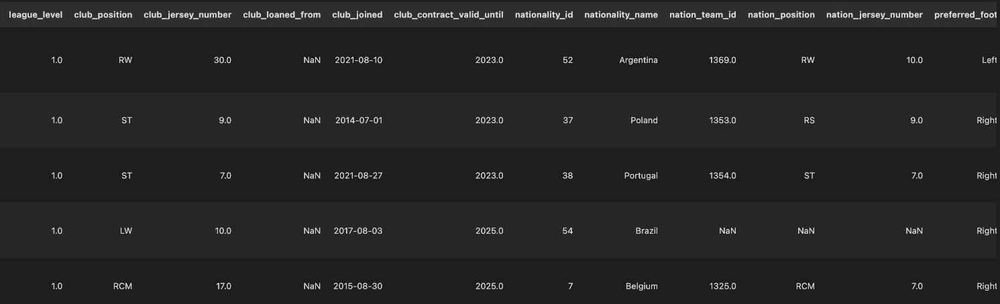 league_level club_position club_jersey_number club_loaned_from club_joined club_contract_valid_until nationality_id nationality_name nation_team_id nation_position nation_jersey_number preferred_foot
1.0 RW 30.0 NaN 2021-08-10 2023.0 52 Argentina 1369.0 RW 10.0 Left
1.0 ST 9.0 NaN 2014-07-01 2023.0 37 Poland 1353.0 RS 9.0 Right
1.0 ST 7.0 NaN 2021-08-27 2023.0 38 Portugal 1354.0 ST 7.0 Right
1.0 LW 10.0 NaN 2017-08-03 2025.0 54 Brazil NaN NaN NaN Right
1.0 RCM 17.0 NaN 2015-08-30 2025.0 7 Belgium 1325.0 RCM 7.0 Right